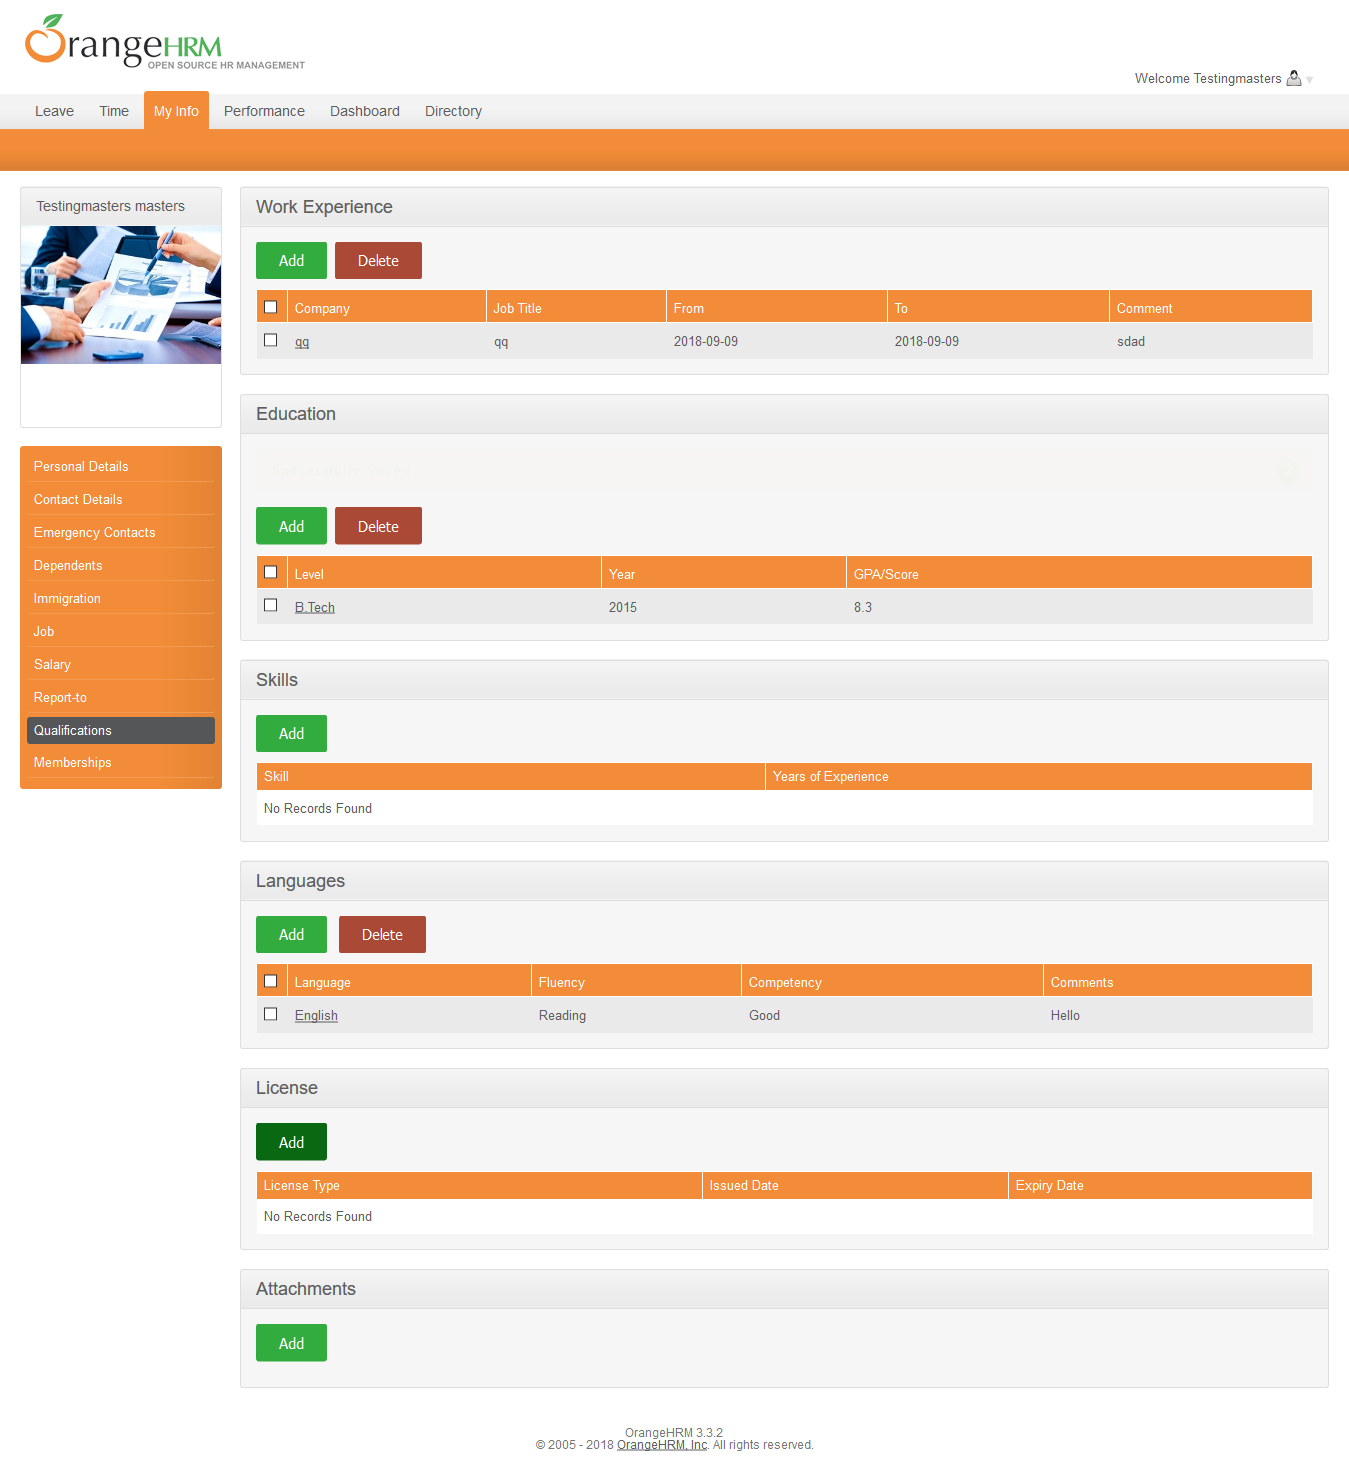 OrangeHRM
OPEN SOURCE HR MANAGEMENT
Welcome Testingmasters
Leave Time My Info Performance Dashboard Directory
Testingmasters masters
Personal Details
Contact Details
Emergency Contacts
Dependents
Immigration
Job
Salary
Report-to
Qualifications
Memberships
Work Experience
Add Delete
Company Job Title From To Comment
qq qq 2018-09-09 2018-09-09 sdad
Education
Add Delete
Level Year GPA/Score
B.Tech 2015 8.3
Skills
Add
Skill Years of Experience
No Records Found
Languages
Add Delete
Language Fluency Competency Comments
English Reading Good Hello
License
Add
License Type Issued Date Expiry Date
No Records Found
Attachments
Add
OrangeHRM 3.3.2
© 2005 - 2018 OrangeHRM, Inc. All rights reserved.